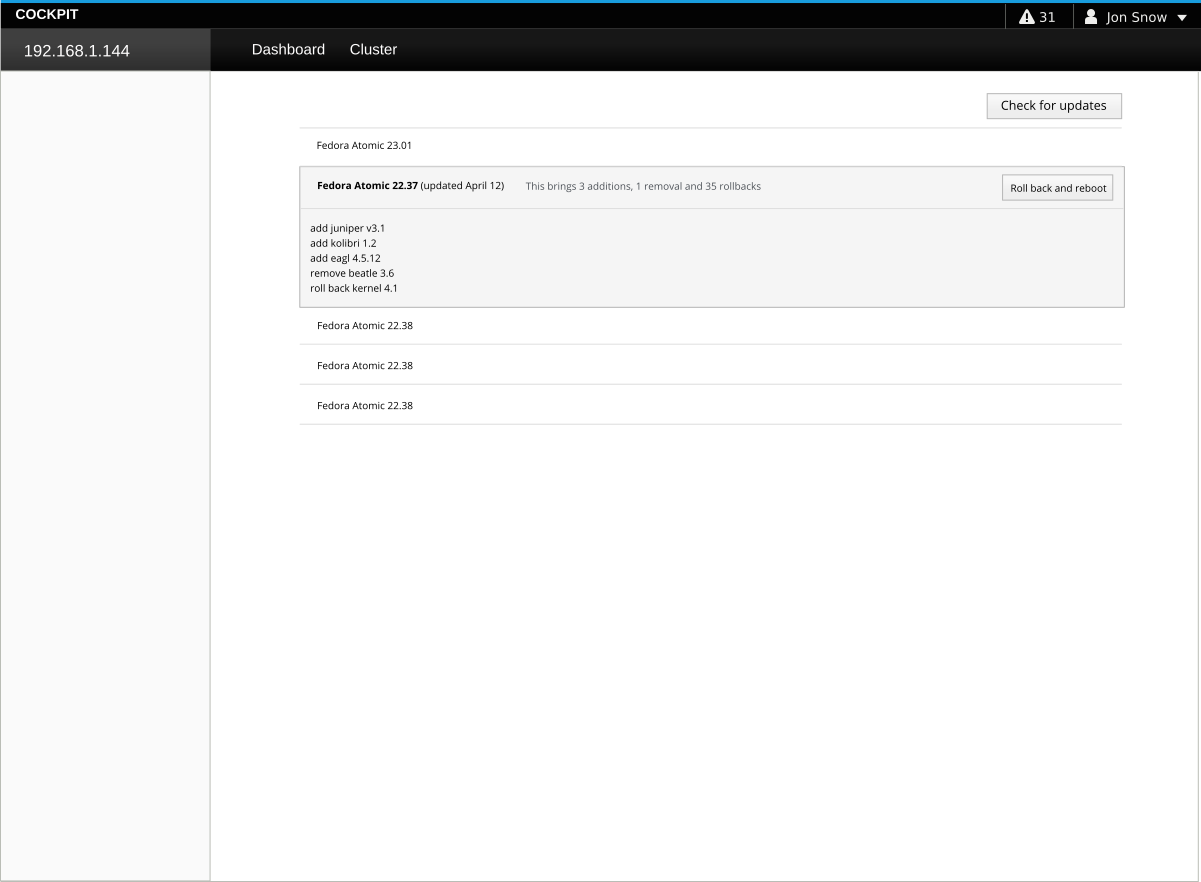 COCKPIT
31
Jon Snow
192.168.1.144
Dashboard Cluster
Check for updates
Fedora Atomic 23.01
Fedora Atomic 22.37 (updated April 12) This brings 3 additions, 1 removal and 35 rollbacks
Roll back and reboot
add juniper v3.1
add kolibri 1.2
add eagl 4.5.12
remove beatle 3.6
roll back kernel 4.1
Fedora Atomic 22.38
Fedora Atomic 22.38
Fedora Atomic 22.38